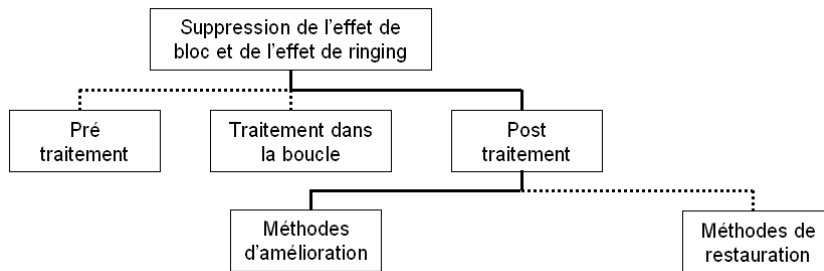 Suppression de l'effet de
bloc et de l'effet de ringing
Pré
traitement
Traitement dans
la boucle
Post
traitement
Méthodes
d'amélioration
Méthodes de
restauration